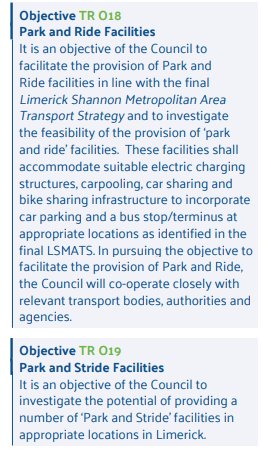 Objective TR O18
Park and Ride Facilities
It is an objective of the Council to
facilitate the provision of Park and
Ride facilities in line with the final
Limerick Shannon Metropolitan Area
Transport Strategy and to investigate
the feasibility of the provision of ‘park
and ride’ facilities.  These facilities shall
accommodate suitable electric charging
structures, carpooling, car sharing and
bike sharing infrastructure to incorporate
car parking and a bus stop/terminus at
appropriate locations as identified in the
final LSMATS. In pursuing the objective to
facilitate the provision of Park and Ride,
the Council will co-operate closely with
relevant transport bodies, authorities and
agencies.
Objective TR O19
Park and Stride Facilities
It is an objective of the Council to
investigate the potential of providing a
number of ‘Park and Stride’ facilities in
appropriate locations in Limerick.